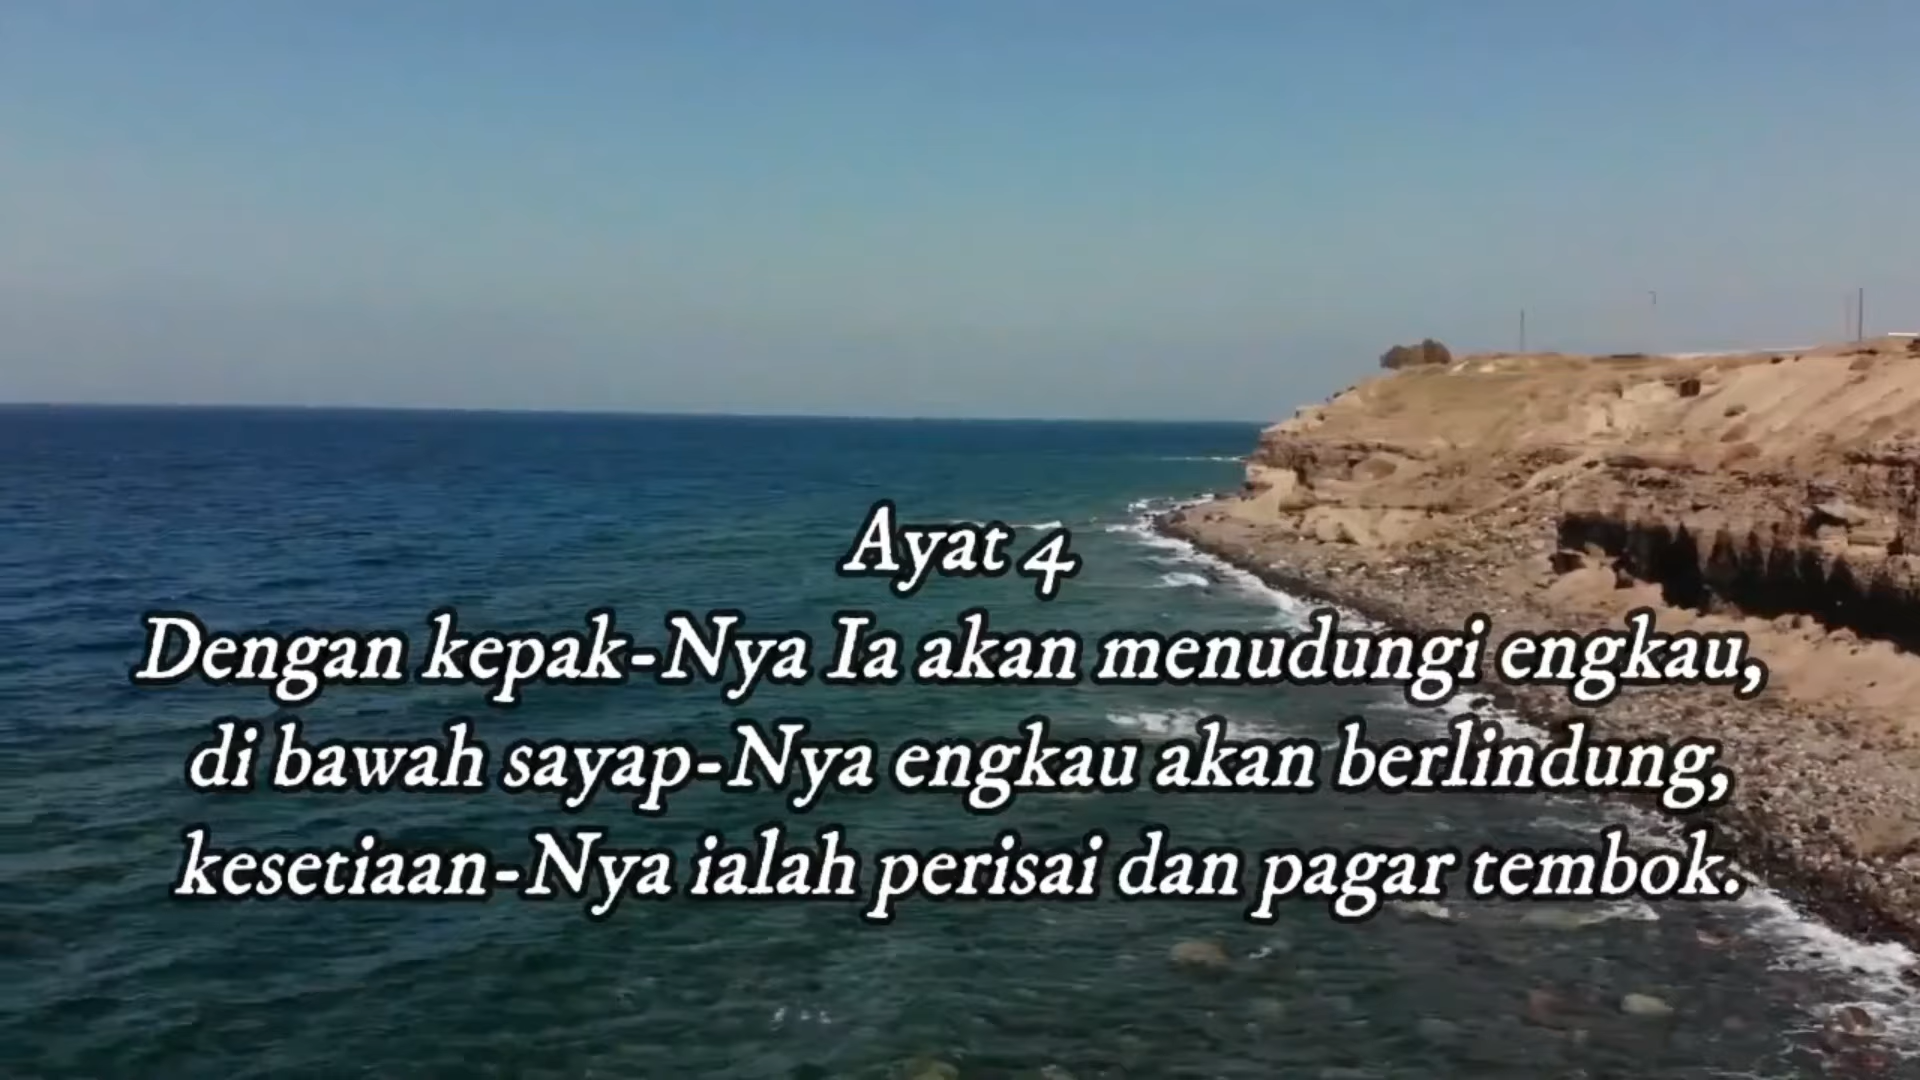 Ayat 4
Dengan kepak-Nya Ia akan menudungi engkau,
di bawah sayap-Nya engkau akan berlindung,
kesetiaan-Nya ialah perisai dan pagar tembok.